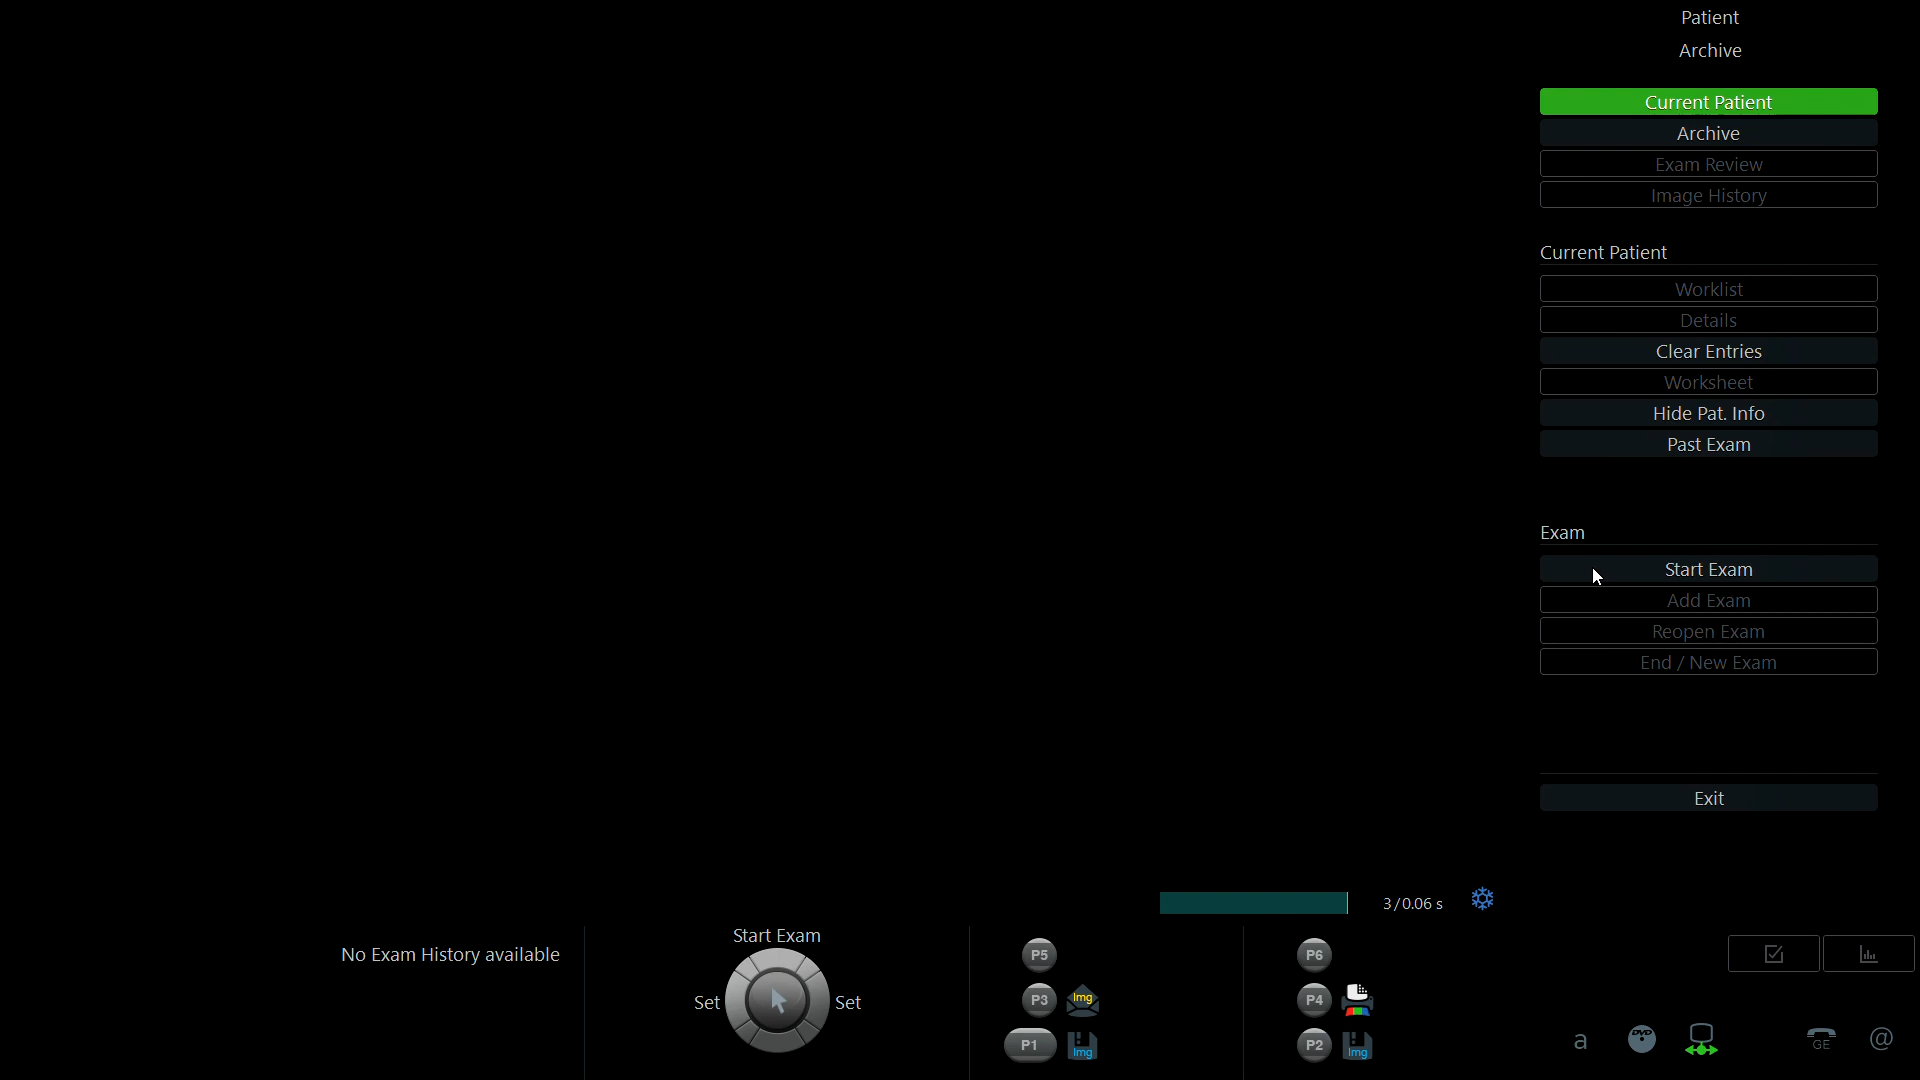 Patient
Archive
Current Patient
Archive
Exam Review
Image History
Current Patient
Worklist
Details
Clear Entries
Worksheet
Hide Pat. Info
Past Exam
Exam
Start Exam
Add Exam
Reopen Exam
End / New Exam
Exit
3/0.06 s
No Exam History available
Start Exam
Set
Set
P5
P3
Img
P1
Img
P6
P4
P2
Img
a
DVD
GE
@